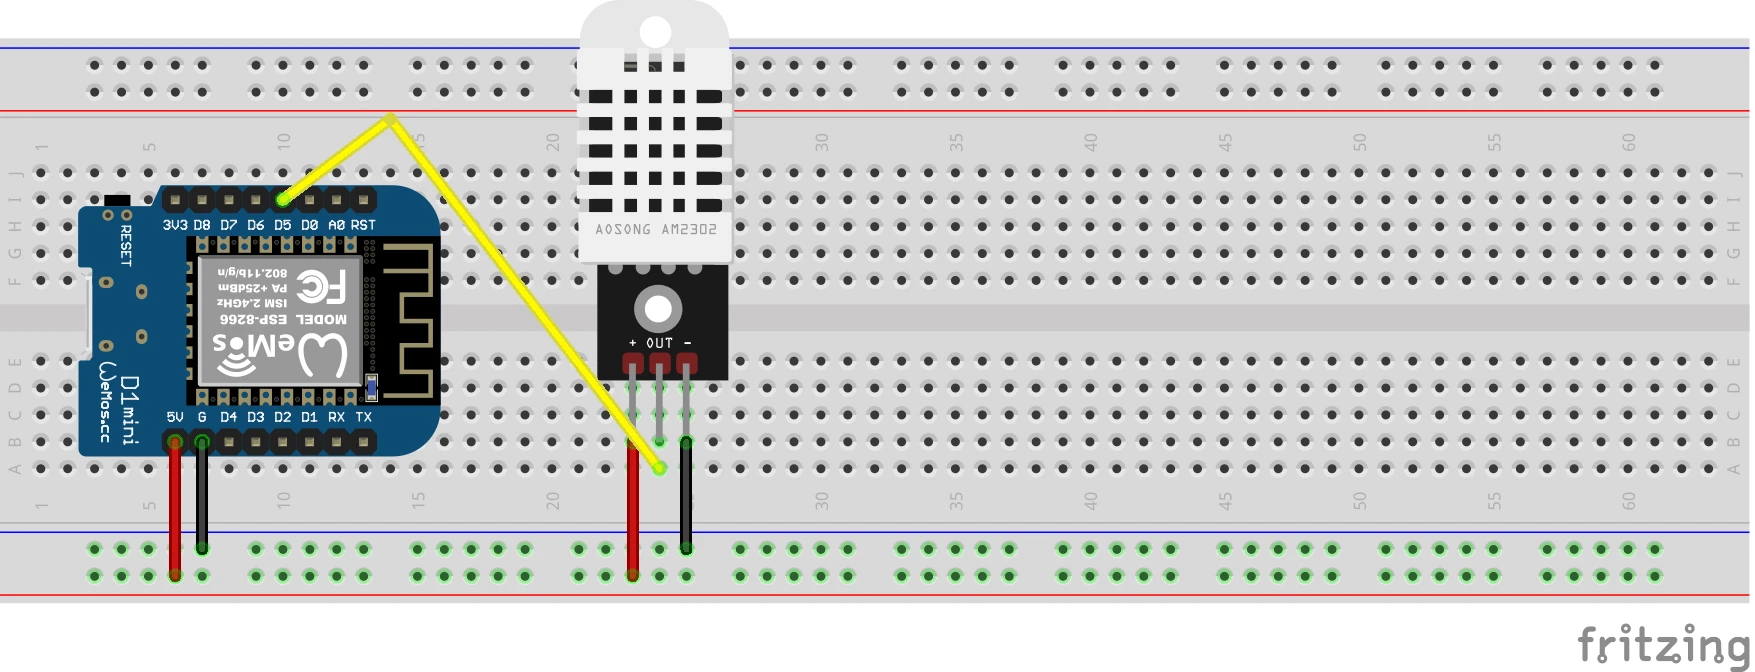 1 5 10 15 20 30 35 40 45 50 55 60
J J
I I
H H
G G
F F
3V3 D8 D7 D6 D5 D0 A0 RST
RESET
802.11b/g/n
PA +25dBm
ISM 2.4GHz
MODEL ESP-8266
FC
WeMos
D1 mini
WeMos.cc
5V G D4 D3 D2 D1 RX TX
AOSONG AM2302
+ OUT -
E E
D D
C C
B B
A A
1 5 10 15 20 30 35 40 45 50 55 60
fritzing